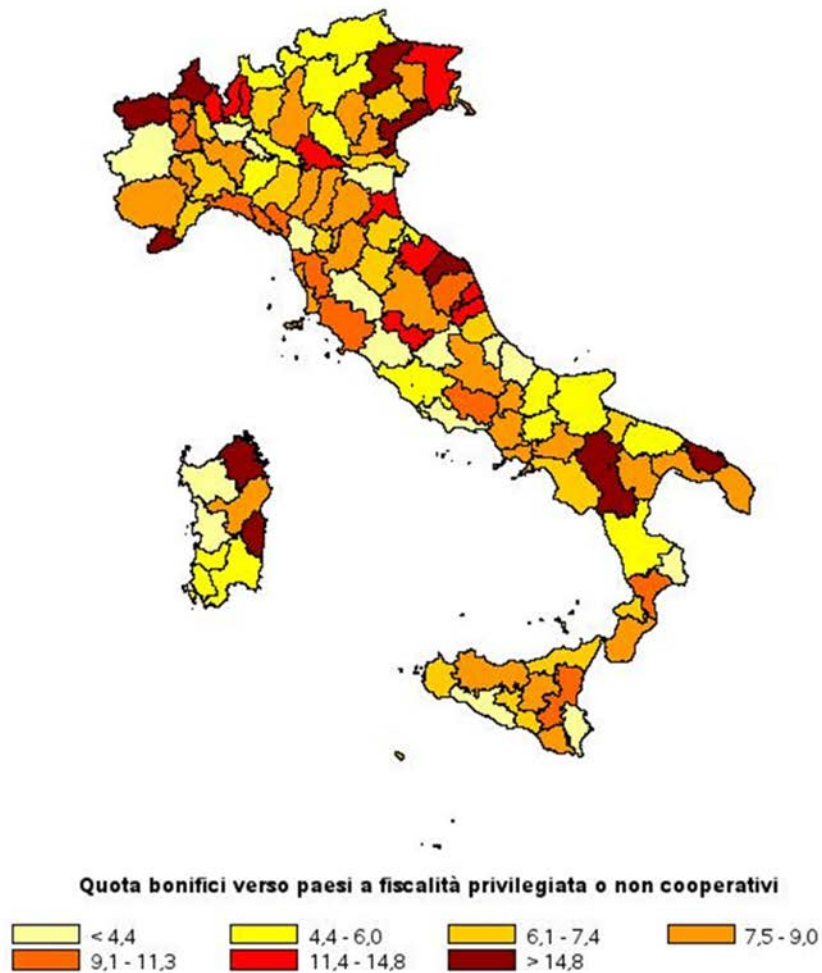 Quota bonifici verso paesi a fiscalità privilegiata o non cooperativi
< 4,4 4,4 - 6,0 6,1 - 7,4 7,5 - 9,0
9,1 - 11,3 11,4 - 14,8 > 14,8